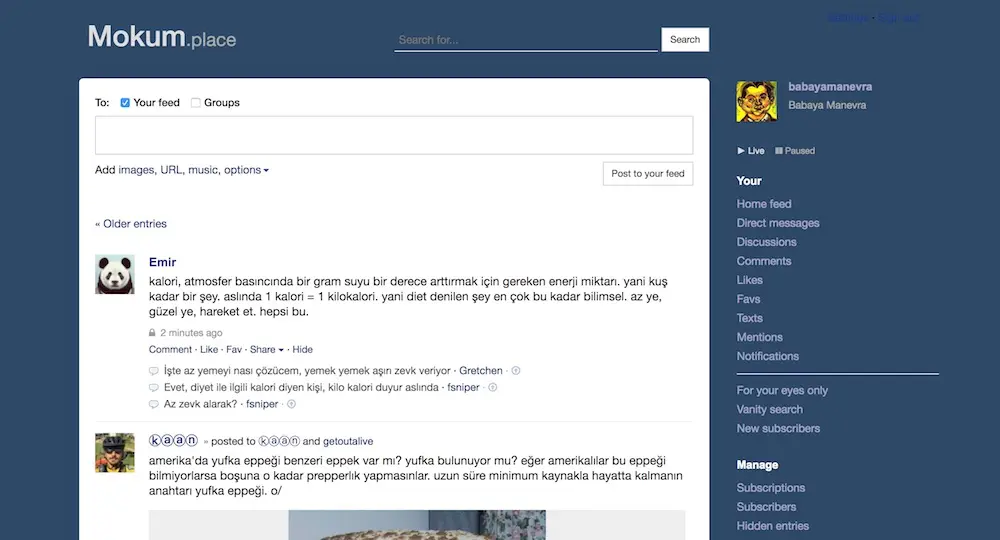 Settings - Sign out
Mokum.place
Search for...
Search
To: Your feed Groups
Add images, URL, music, options
Post to your feed
« Older entries
Emir
kalori, atmosfer basıncında bir gram suyu bir derece arttırmak için gereken enerji miktarı. yani kuş
kadar bir şey. aslında 1 kalori = 1 kilokalori. yani diet denilen şey en çok bu kadar bilimsel. az ye,
güzel ye, hareket et. hepsi bu.
2 minutes ago
Comment · Like · Fav · Share · Hide
İşte az yemeyi nası çözücem, yemek yemek aşırı zevk veriyor · Gretchen ·
Evet, diyet ile ilgili kalori diyen kişi, kilo kalori duyur aslında · fsniper ·
Az zevk alarak? · fsniper ·
ⓚⓐⓐⓝ » posted to ⓚⓐⓐⓝ and getoutalive
amerika'da yufka eppeği benzeri eppek var mı? yufka bulunuyor mu? eğer amerikalılar bu eppeği
bilmiyorlarsa boşuna o kadar prepperlık yapmasınlar. uzun süre minimum kaynakla hayatta kalmanın
anahtarı yufka eppeği. o/
babayamanevra
Babaya Manevra
Live Paused
Your
Home feed
Direct messages
Discussions
Comments
Likes
Favs
Texts
Mentions
Notifications
For your eyes only
Vanity search
New subscribers
Manage
Subscriptions
Subscribers
Hidden entries